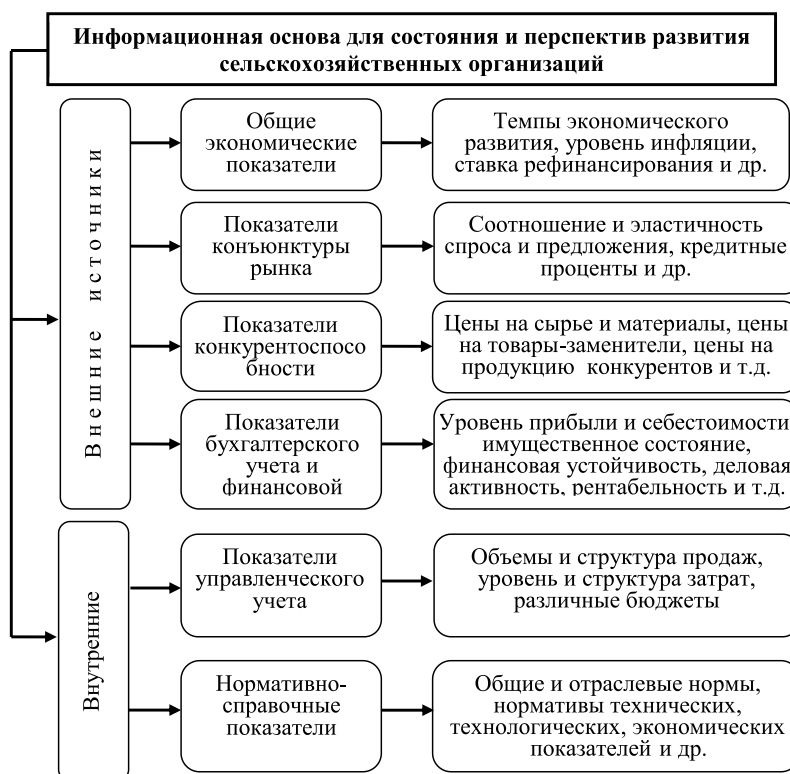 Информационная основа для состояния и перспектив развития
сельскохозяйственных организаций
Внешние источники
Общие
экономические
показатели
Темпы экономического
развития, уровень инфляции,
ставка рефинансирования и др.
Показатели
конъюнктуры
рынка
Соотношение и эластичность
спроса и предложения, кредитные
проценты и др.
Показатели
конкурентоспосо
бности
Цены на сырье и материалы, цены
на товары-заменители, цены на
продукцию конкурентов и т.д.
Показатели
бухгалтерского
учета и
финансовой
Уровень прибыли и себестоимости
имущественное состояние,
финансовая устойчивость, деловая
активность, рентабельность и т.д.
Внутренние
Показатели
управленческого
учета
Объемы и структура продаж,
уровень и структура затрат,
различные бюджеты
Нормативно-
справочные
показатели
Общие и отраслевые нормы,
нормативы технических,
технологических, экономических
показателей и др.